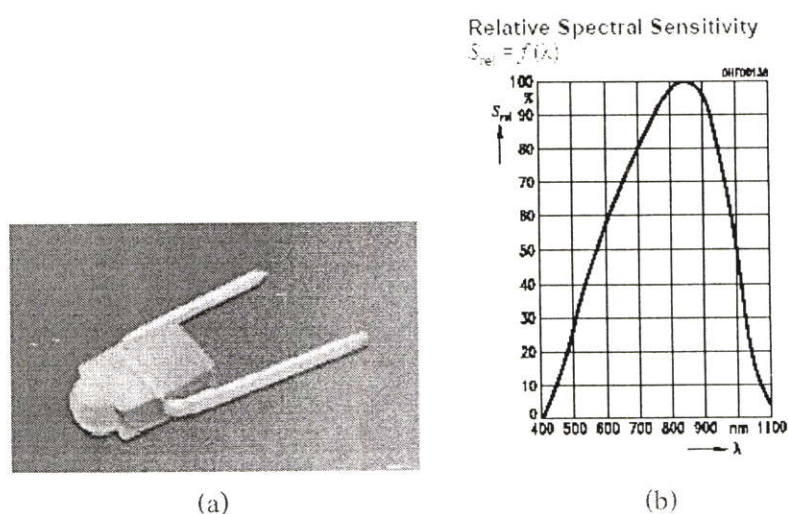 Relative Spectral Sensitivity
S_rel = f(λ)
OHF00138
100
%
S_rel 90
80
70
60
50
40
30
20
10
0
400 500 600 700 800 900 nm 1100
λ
(a)
(b)